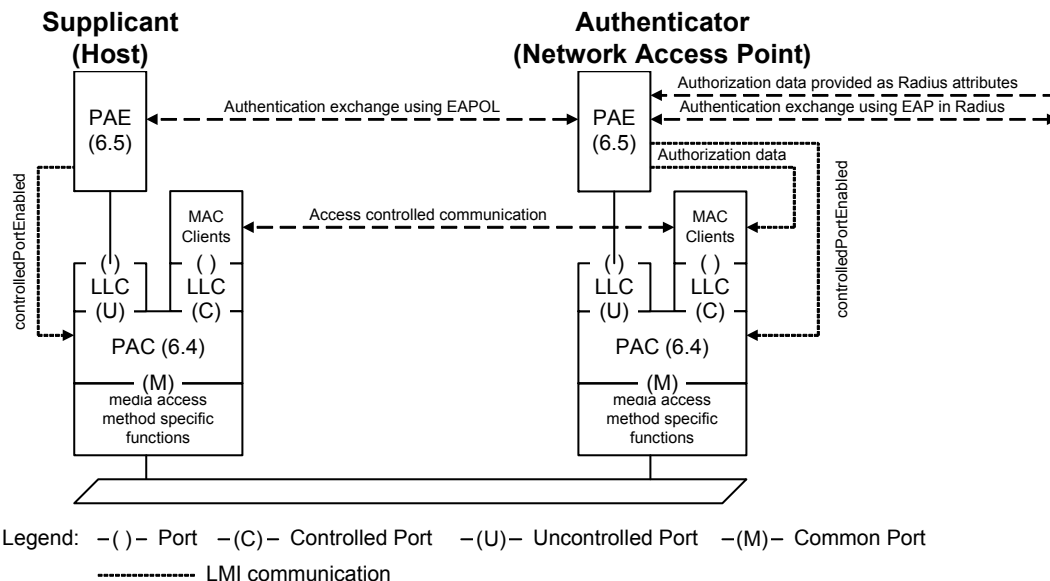 Supplicant
(Host)
Authenticator
(Network Access Point)
PAE
(6.5)
Authentication exchange using EAPOL
PAE
(6.5)
Authorization data provided as Radius attributes
Authentication exchange using EAP in Radius
Authorization data
controlledPortEnabled
MAC
Clients
Access controlled communication
MAC
Clients
controlledPortEnabled
( )
LLC
(U)
( )
LLC
(C)
( )
LLC
(U)
( )
LLC
(C)
PAC (6.4)
PAC (6.4)
(M)
media access
method specific
functions
(M)
media access
method specific
functions
Legend: –( )– Port –(C)– Controlled Port –(U)– Uncontrolled Port –(M)– Common Port
LMI communication